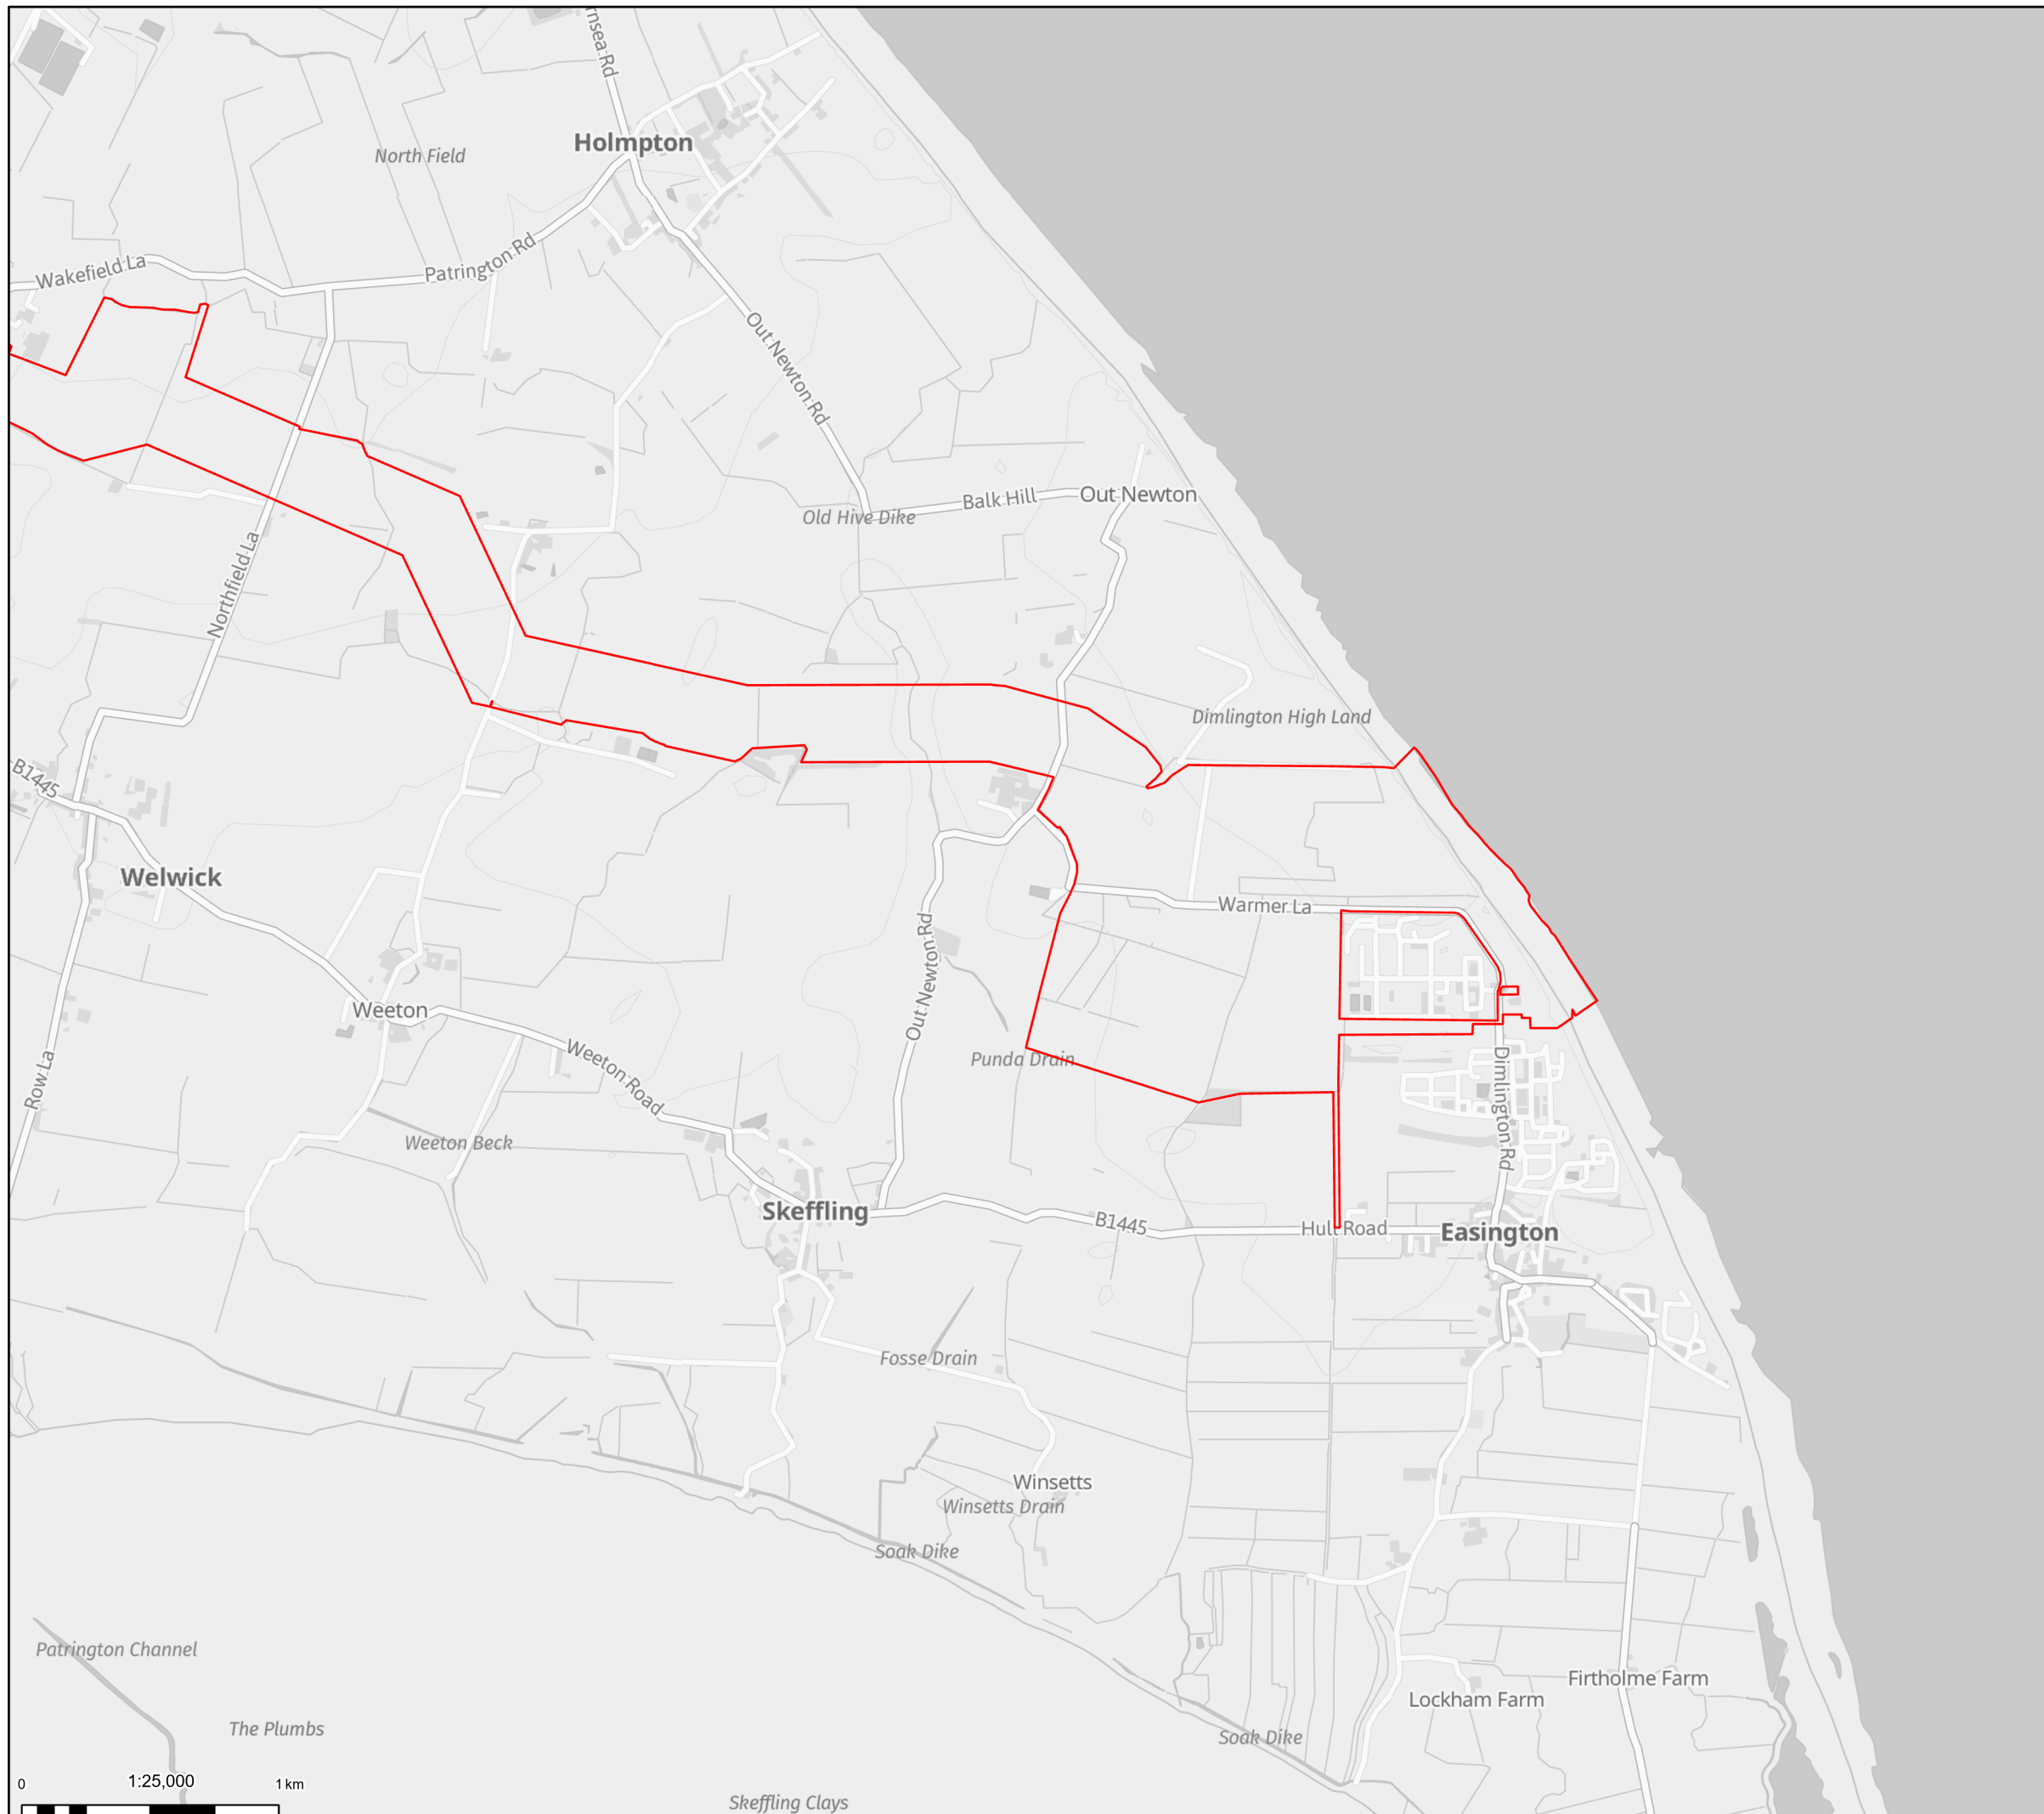 rnsea Rd
Holmpton
North Field
Wakefield La
Patrington Rd
Out Newton Rd
Balk Hill
Out Newton
Old Hive Dike
Northfield La
Dimlington High Land
B1445
Welwick
Warmer La
Out Newton Rd
Weeton
Weeton Road
Punda Drain
Row La
Dimlington Rd
Weeton Beck
Skeffling
B1445
Hull Road
Easington
Fosse Drain
Winsetts
Winsetts Drain
Soak Dike
Patrington Channel
Firtholme Farm
Lockham Farm
The Plumbs
Soak Dike
0 1:25,000 1 km
Skeffling Clays